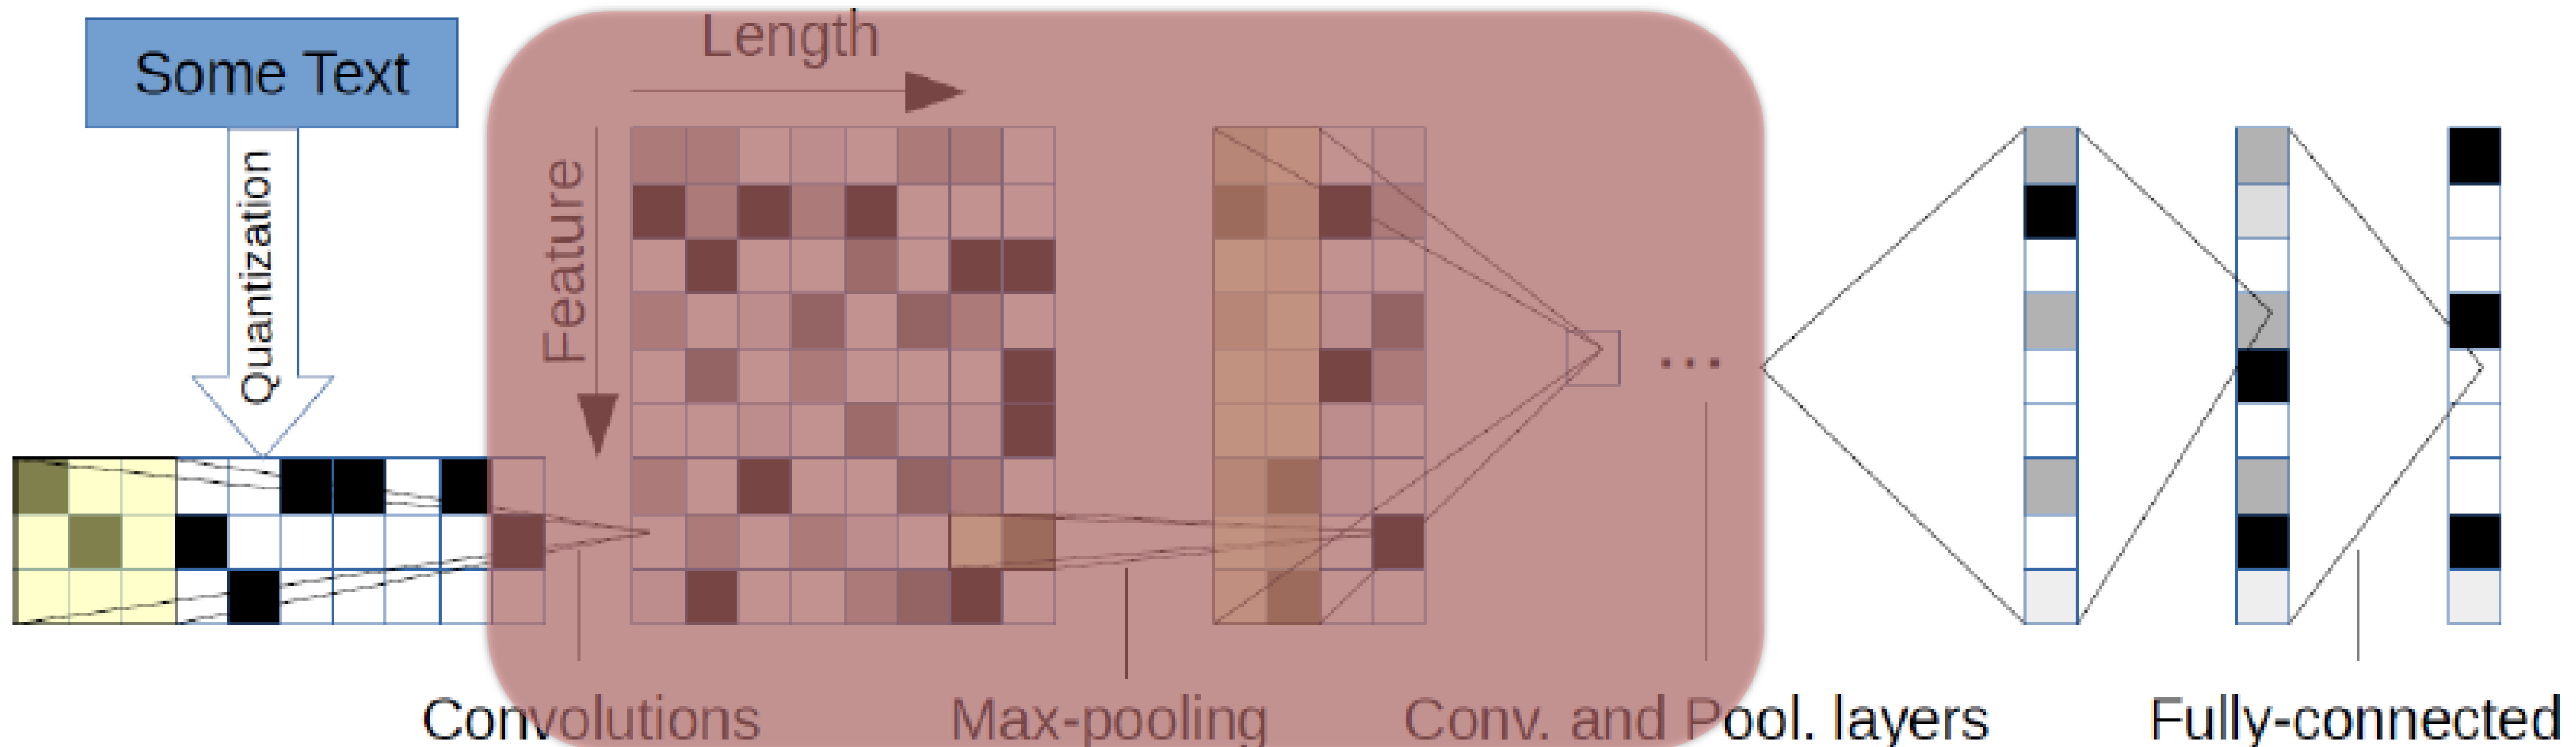 Some Text
Quantization
Length
Feature
...
Convolutions
Max-pooling
Conv. and Pool. layers
Fully-connected